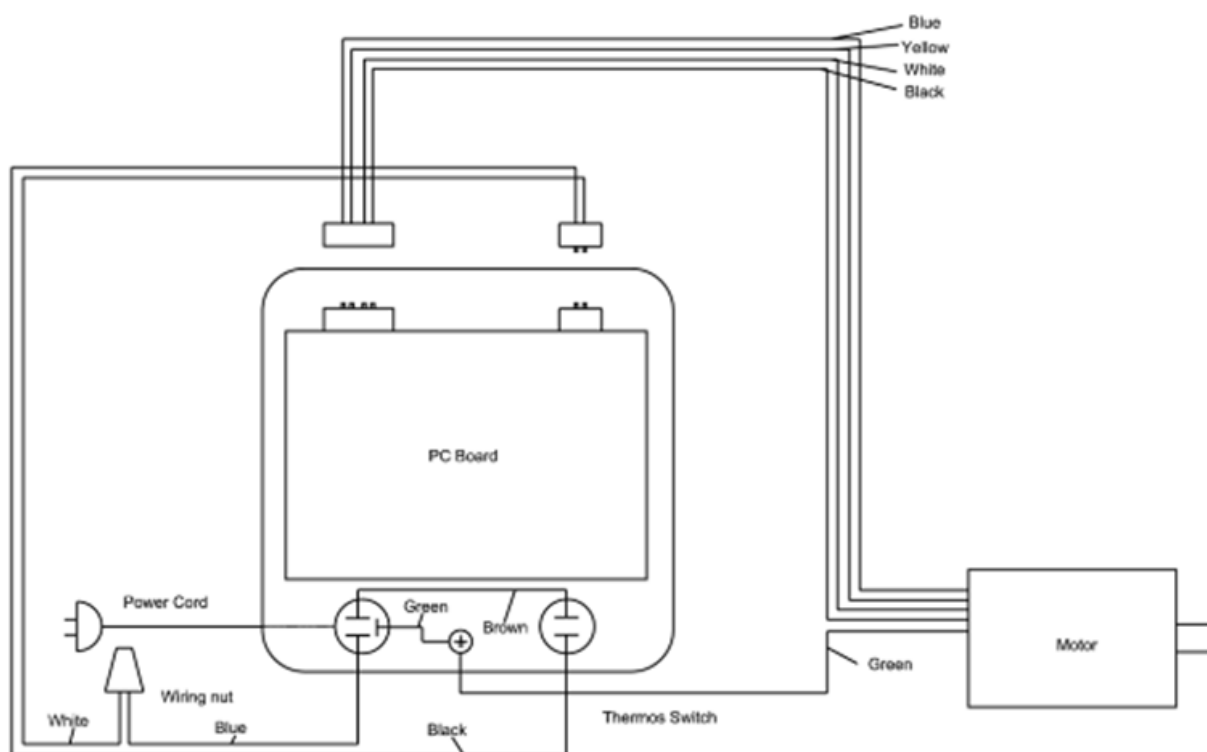 Blue
Yellow
White
Black
PC Board
Power Cord
Green
Brown
Motor
Green
Wiring nut
White
Blue
Black
Thermos Switch